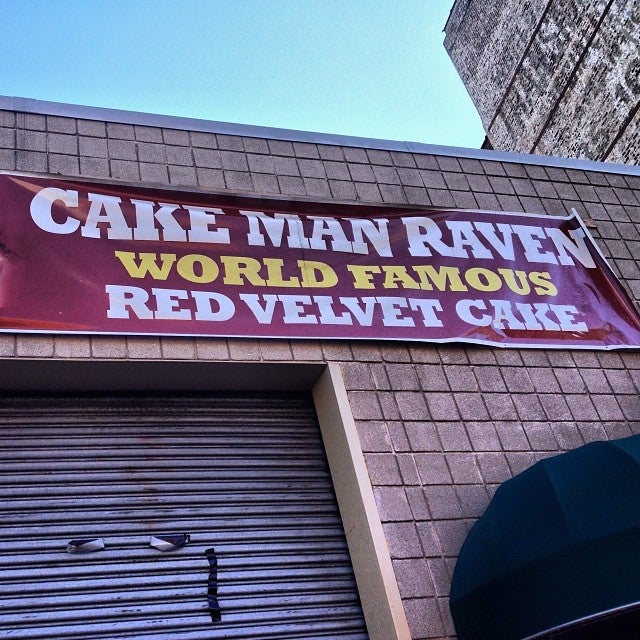 CAKE MAN RAVEN
WORLD FAMOUS
RED VELVET CAKE